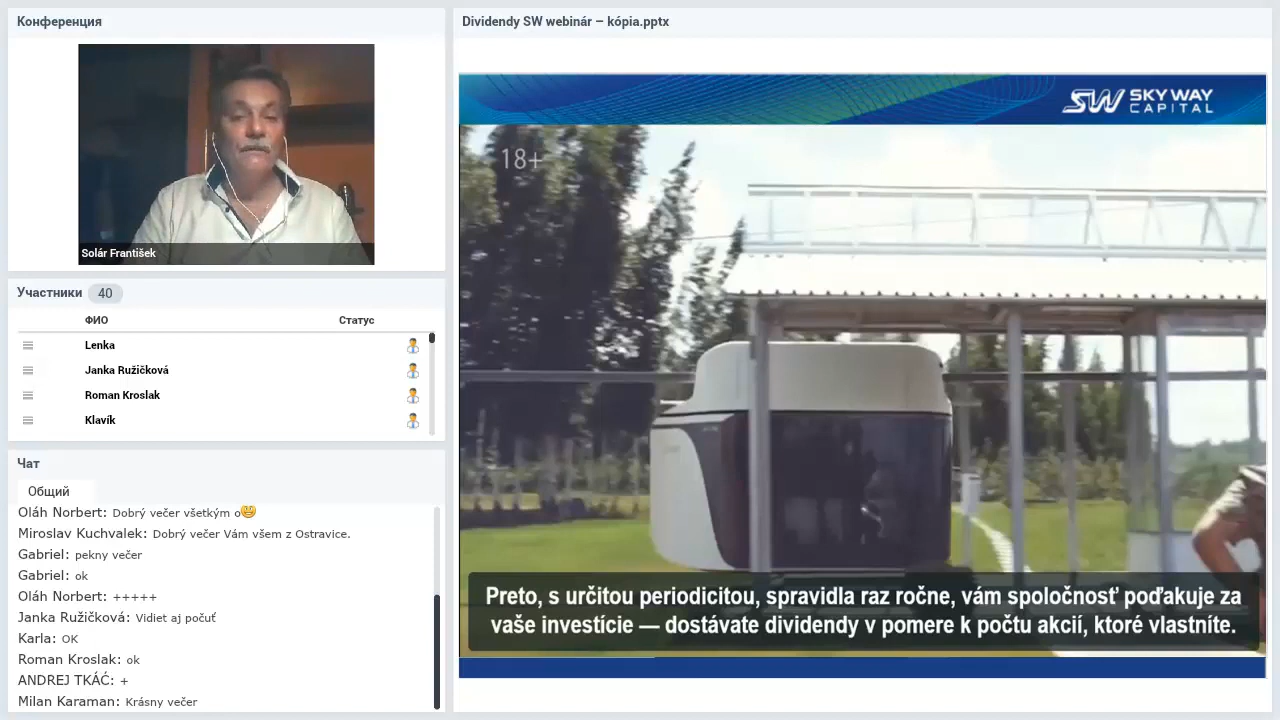 Конференция
Solár František
Участники 40
ФИО Статус
Lenka
Janka Ružičková
Roman Kroslak
Klavík
Чат
Общий
Oláh Norbert: Dobrý večer všetkým o
Miroslav Kuchvalek: Dobrý večer Vám všem z Ostravice.
Gabriel: pekny večer
Gabriel: ok
Oláh Norbert: +++++
Janka Ružičková: Vidiet aj počuť
Karla: OK
Roman Kroslak: ok
ANDREJ TKÁČ: +
Milan Karaman: Krásny večer
Dividendy SW webinár – kópia.pptx
SW SKY WAY
CAPITAL
18+
Preto, s určitou periodicitou, spravidla raz ročne, vám spoločnosť poďakuje za
vaše investície — dostávate dividendy v pomere k počtu akcií, ktoré vlastníte.